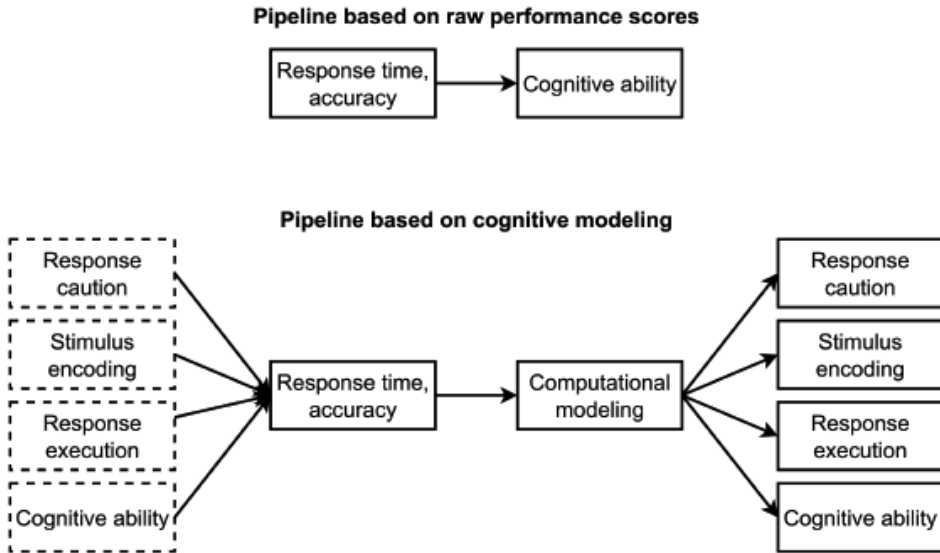 Pipeline based on raw performance scores
Response time,
accuracy
Cognitive ability
Pipeline based on cognitive modeling
Response
caution
Stimulus
encoding
Response
execution
Cognitive ability
Response time,
accuracy
Computational
modeling
Response
caution
Stimulus
encoding
Response
execution
Cognitive ability